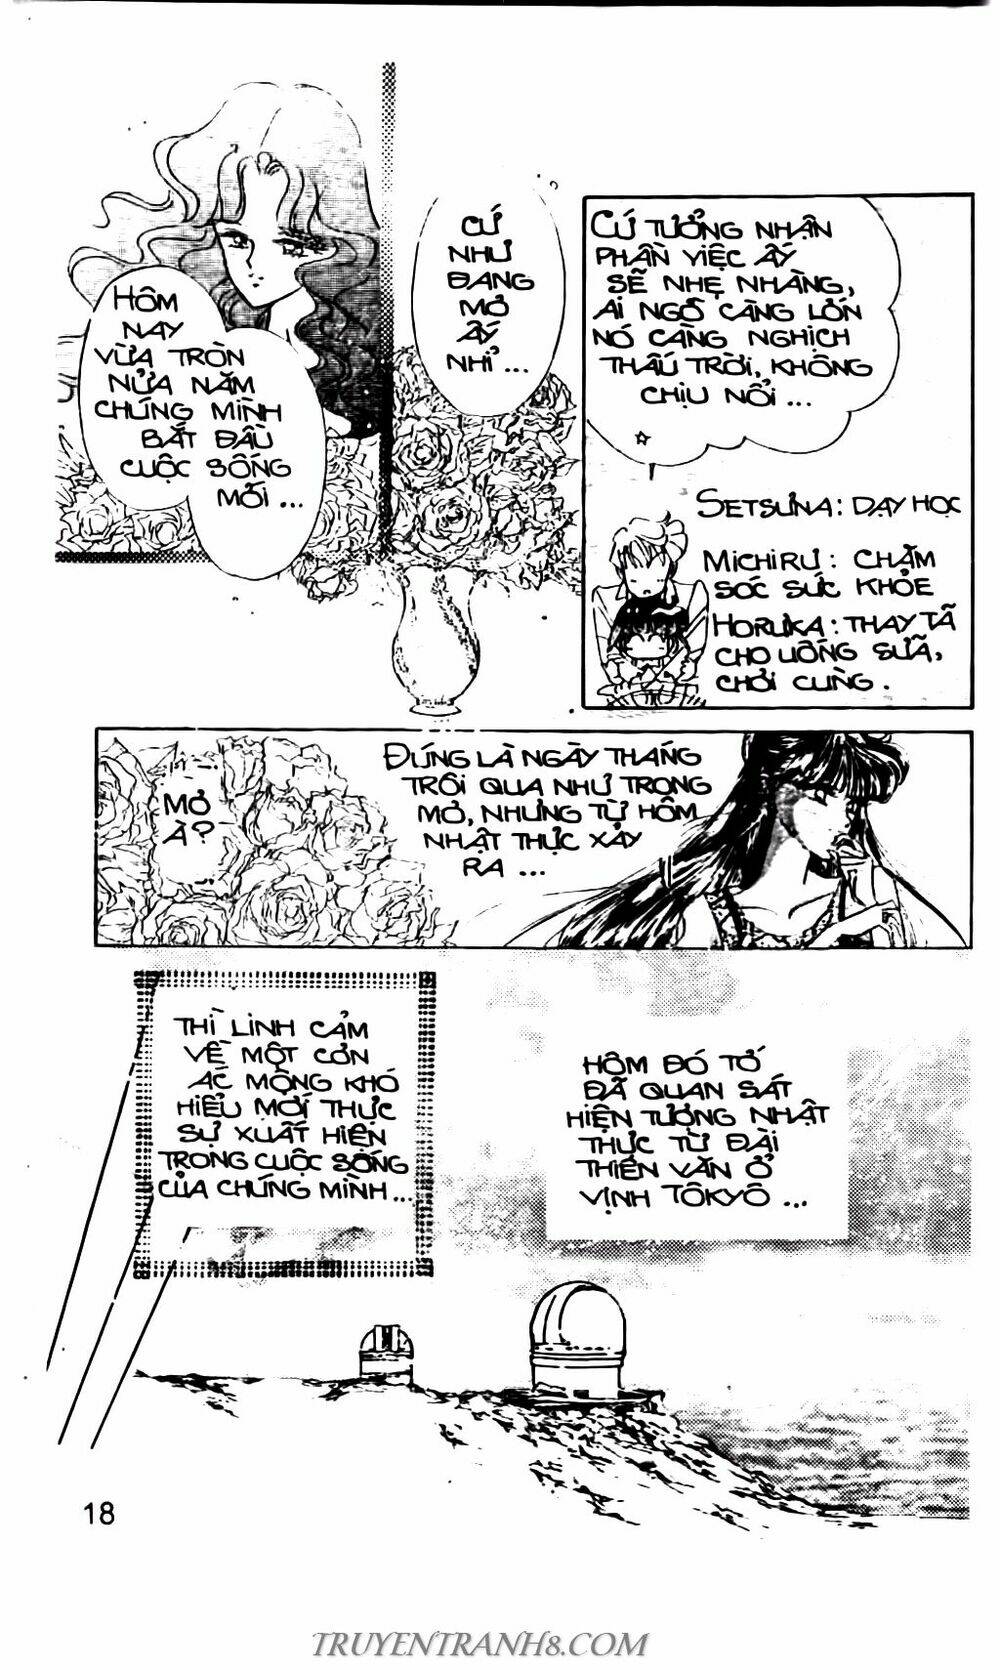 HÔM
NAY
VỪA TRÒN
NỬA NĂM
CHÚNG MÌNH
BẮT ĐẦU
CUỘC SỐNG
MỚI ...
CỨ
NHƯ
ĐANG
MƠ
ẤY
NHỈ ...
CỨ TƯỞNG NHẬN
PHẦN VIỆC ẤY
SẼ NHẸ NHÀNG,
AI NGỜ CÀNG LỚN
NÓ CÀNG NGHỊCH
THẤU TRỜI, KHÔNG
CHỊU NỔI ...
SETSUNA : DẠY HỌC
MICHIRU : CHĂM
SÓC SỨC KHỎE
HORUKA : THAY TÃ
CHO UỐNG SỮA,
CHƠI CÙNG .
MƠ
À?
ĐÚNG LÀ NGÀY THÁNG
TRÔI QUA NHƯ TRONG
MƠ, NHƯNG TỪ HÔM
NHẬT THỰC XẢY
RA ...
THÌ LINH CẢM
VỀ MỘT CƠN
ÁC MỘNG KHÓ
HIỂU MỚI THỰC
SỰ XUẤT HIỆN
TRONG CUỘC SỐNG
CỦA CHÚNG MÌNH ...
HÔM ĐÓ TỚ
ĐÃ QUAN SÁT
HIỆN TƯỢNG NHẬT
THỰC TỪ ĐÀI
THIÊN VĂN Ở
VỊNH TÔKYÔ ...
18
TRUYENTRANH8.COM